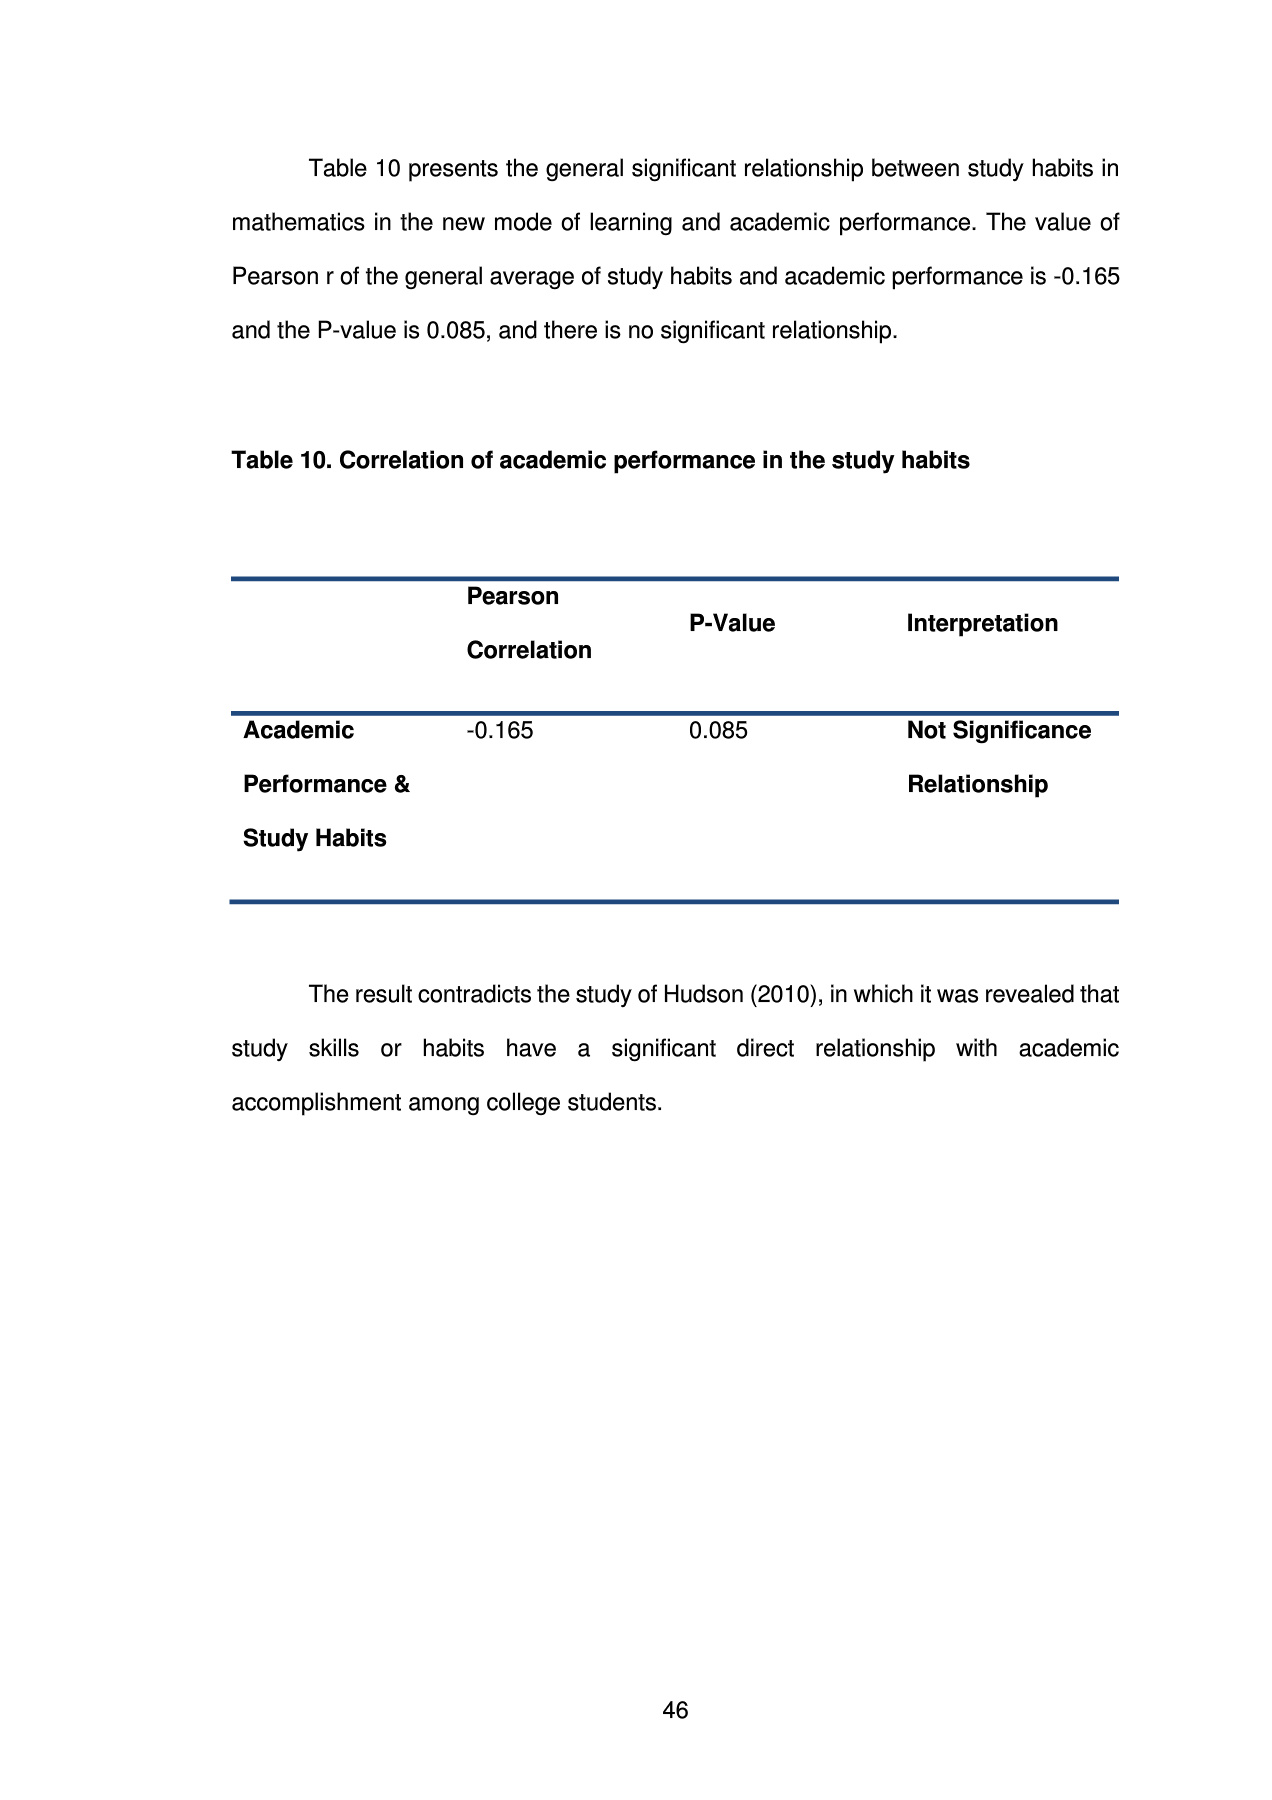 Table 10 presents the general significant relationship between study habits in
mathematics in the new mode of learning and academic performance. The value of
Pearson r of the general average of study habits and academic performance is -0.165
and the P-value is 0.085, and there is no significant relationship.
Table 10. Correlation of academic performance in the study habits
Pearson
Correlation
P-Value
Interpretation
Academic
Performance &
Study Habits
-0.165
0.085
Not Significance
Relationship
The result contradicts the study of Hudson (2010), in which it was revealed that
study skills or habits have a significant direct relationship with academic
accomplishment among college students.
46